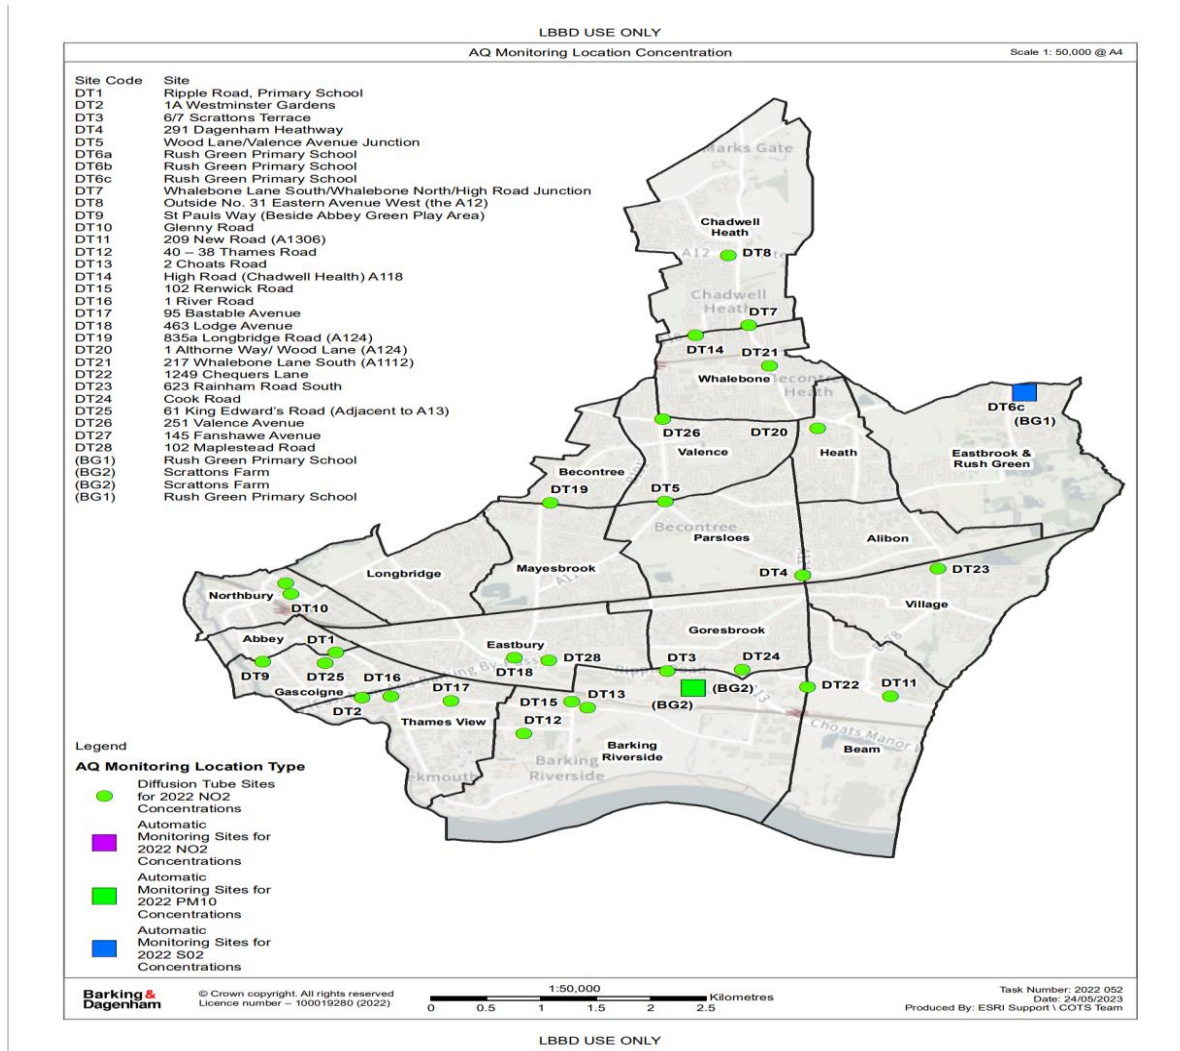 LBBD USE ONLY
AQ Monitoring Location Concentration
Scale 1: 50,000 @ A4
Site Code Site
DT1 Ripple Road, Primary School
DT2 1A Westminster Gardens
DT3 6/7 Scrattons Terrace
DT4 291 Dagenham Heathway
DT5 Wood Lane/Valence Avenue Junction
DT6a Rush Green Primary School
DT6b Rush Green Primary School
DT6c Rush Green Primary School
DT7 Whalebone Lane South/Whalebone North/High Road Junction
DT8 Outside No. 31 Eastern Avenue West (the A12)
DT9 St Pauls Way (Beside Abbey Green Play Area)
DT10 Glenny Road
DT11 209 New Road (A1306)
DT12 40 – 38 Thames Road
DT13 2 Choats Road
DT14 High Road (Chadwell Health) A118
DT15 102 Renwick Road
DT16 1 River Road
DT17 95 Bastable Avenue
DT18 463 Lodge Avenue
DT19 835a Longbridge Road (A124)
DT20 1 Althorne Way/ Wood Lane (A124)
DT21 217 Whalebone Lane South (A1112)
DT22 1249 Chequers Lane
DT23 623 Rainham Road South
DT24 Cook Road
DT25 61 King Edward's Road (Adjacent to A13)
DT26 251 Valence Avenue
DT27 145 Fanshawe Avenue
DT28 102 Maplestead Road
(BG1) Rush Green Primary School
(BG2) Scrattons Farm
(BG2) Scrattons Farm
(BG1) Rush Green Primary School
Marks Gate
Chadwell
Heath
A12
DT8
Chadwell
Heath
DT7
DT14
DT21
Whalebone
Becontree
Heath
DT6c
(BG1)
DT26
DT20
Valence
Heath
Eastbrook &
Rush Green
Becontree
DT19
DT5
Becontree
Parsloes
Alibon
Longbridge
Mayesbrook
DT4
DT23
Northbury
DT10
Village
Abbey
DT1
Eastbury
Goresbrook
DT9
DT25
DT18
DT28
DT3
DT24
Gascoigne
DT16
DT17
(BG2)
(BG2)
DT22
DT11
DT2
DT15
DT13
A13
Thames View
DT12
Choats Manor
Barking
Riverside
Beam
Barking
Riverside
Legend
AQ Monitoring Location Type
Diffusion Tube Sites
for 2022 NO2
Concentrations
Automatic
Monitoring Sites for
2022 NO2
Concentrations
Automatic
Monitoring Sites for
2022 PM10
Concentrations
Automatic
Monitoring Sites for
2022 S02
Concentrations
Barking &
Dagenham
© Crown copyright. All rights reserved
Licence number – 100019280 (2022)
1:50,000
Kilometres
0 0.5 1 1.5 2 2.5
Task Number: 2022 052
Date: 24/05/2023
Produced By: ESRI Support \ COTS Team
LBBD USE ONLY